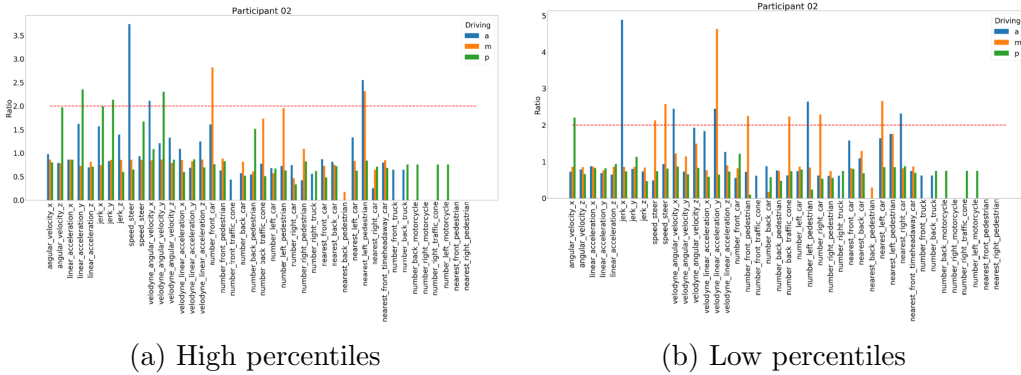 Participant 02
Driving
a
m
p
Ratio
3.5
3.0
2.5
2.0
1.5
1.0
0.5
0.0
angular_velocity_x
angular_velocity_z
linear_acceleration_x
linear_acceleration_y
linear_acceleration_z
jerk_x
jerk_y
jerk_z
speed_steer
speed_steer
velodyne_angular_velocity_x
velodyne_angular_velocity_y
velodyne_angular_velocity_z
velodyne_linear_acceleration_x
velodyne_linear_acceleration_y
velodyne_linear_acceleration_z
number_front_car
number_front_pedestrian
number_front_traffic_cone
number_back_car
number_back_pedestrian
number_back_traffic_cone
number_left_car
number_left_pedestrian
number_right_car
number_right_pedestrian
number_right_truck
nearest_front_car
nearest_back_car
nearest_back_pedestrian
nearest_left_car
nearest_left_pedestrian
nearest_right_car
nearest_front_timeheadaway_car
number_front_truck
number_back_truck
number_back_motorcycle
number_right_motorcycle
number_right_traffic_cone
number_left_motorcycle
nearest_front_pedestrian
nearest_right_pedestrian
(a) High percentiles
Participant 02
Driving
a
m
p
Ratio
5
4
3
2
1
0
angular_velocity_x
angular_velocity_z
linear_acceleration_x
linear_acceleration_y
linear_acceleration_z
jerk_x
jerk_y
jerk_z
speed_steer
speed_steer
velodyne_angular_velocity_x
velodyne_angular_velocity_y
velodyne_angular_velocity_z
velodyne_linear_acceleration_x
velodyne_linear_acceleration_y
velodyne_linear_acceleration_z
number_front_car
number_front_pedestrian
number_front_traffic_cone
number_back_car
number_back_pedestrian
number_back_traffic_cone
number_left_car
number_left_pedestrian
number_right_car
number_right_pedestrian
number_right_truck
nearest_front_car
nearest_back_car
nearest_back_pedestrian
nearest_left_car
nearest_left_pedestrian
nearest_right_car
nearest_front_timeheadaway_car
number_front_truck
number_back_truck
number_back_motorcycle
number_right_motorcycle
number_right_traffic_cone
number_left_motorcycle
nearest_front_pedestrian
nearest_right_pedestrian
(b) Low percentiles